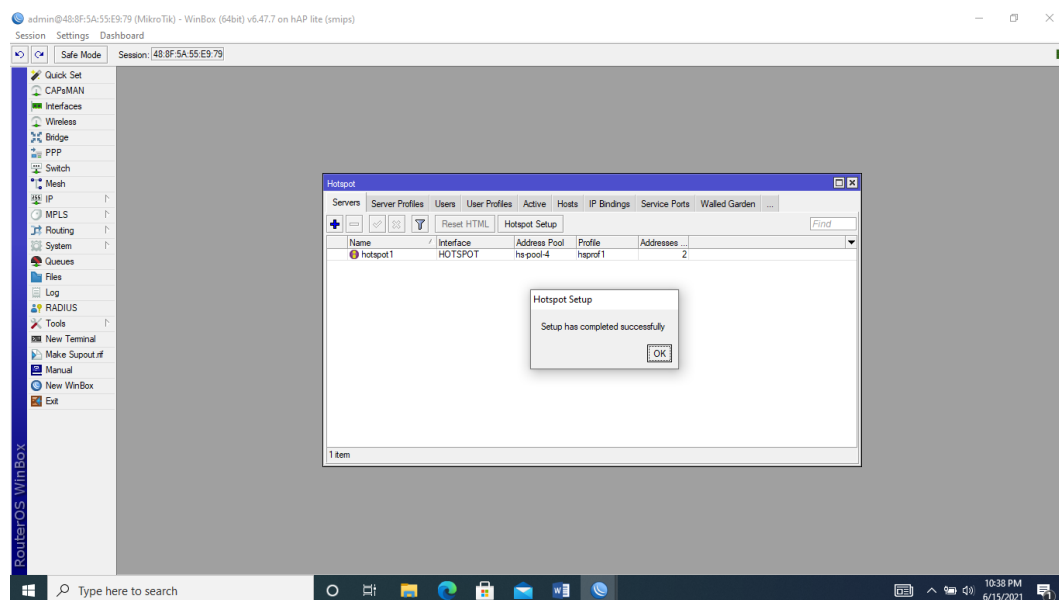 admin@48:8F:5A:55:E9:79 (MikroTik) - WinBox (64bit) v6.47.7 on hAP lite (smips)
Session Settings Dashboard
Safe Mode Session: 48:8F:5A:55:E9:79
Quick Set
CAPsMAN
Interfaces
Wireless
Bridge
PPP
Switch
Mesh
IP
MPLS
Routing
System
Queues
Files
Log
RADIUS
Tools
New Terminal
Make Supout.rif
Manual
New WinBox
Exit
RouterOS WinBox
Hotspot
Servers Server Profiles Users User Profiles Active Hosts IP Bindings Service Ports Walled Garden ...
Reset HTML Hotspot Setup Find
Name Interface Address Pool Profile Addresses ...
hotspot1 HOTSPOT hs-pool-4 hsprof1 2
Hotspot Setup
Setup has completed successfully
OK
1 item
Type here to search
10:38 PM
6/15/2021